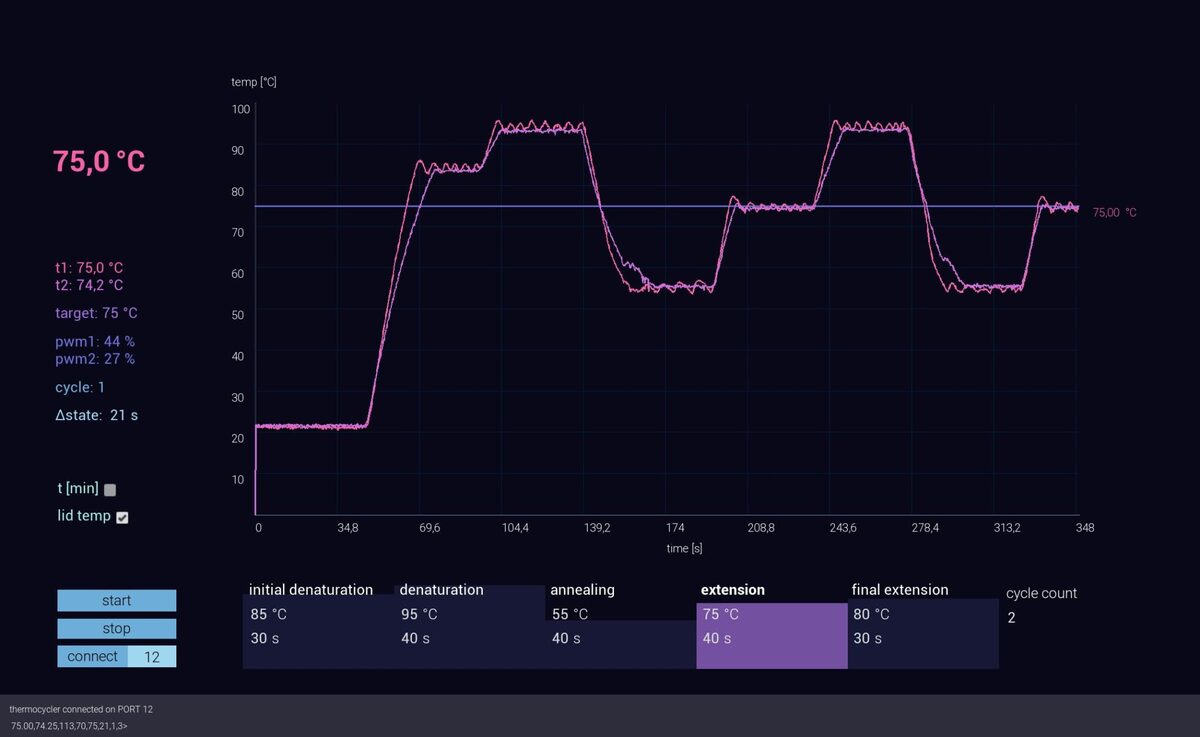 temp [°C]
100
90
80
70
60
50
40
30
20
10
0 34,8 69,6 104,4 139,2 174 208,8 243,6 278,4 313,2 348
time [s]
75,00 °C
75,0 °C
t1: 75,0 °C
t2: 74,2 °C
target: 75 °C
pwm1: 44 %
pwm2: 27 %
cycle: 1
Δstate: 21 s
t [min]
lid temp
start
stop
connect 12
initial denaturation denaturation annealing extension final extension cycle count
85 °C 95 °C 55 °C 75 °C 80 °C 2
30 s 40 s 40 s 40 s 30 s
thermocycler connected on PORT 12
75.00,74.25,113,70,75,21,1,3>